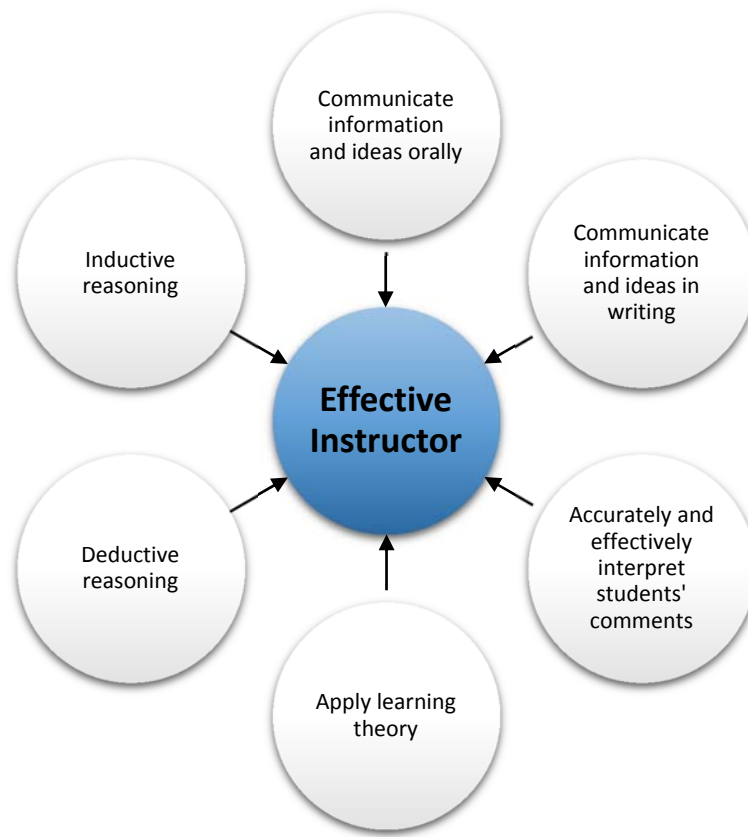 Communicate
information
and ideas orally
Communicate
information
and ideas in
writing
Accurately and
effectively
interpret
students'
comments
Apply learning
theory
Deductive
reasoning
Inductive
reasoning
Effective
Instructor